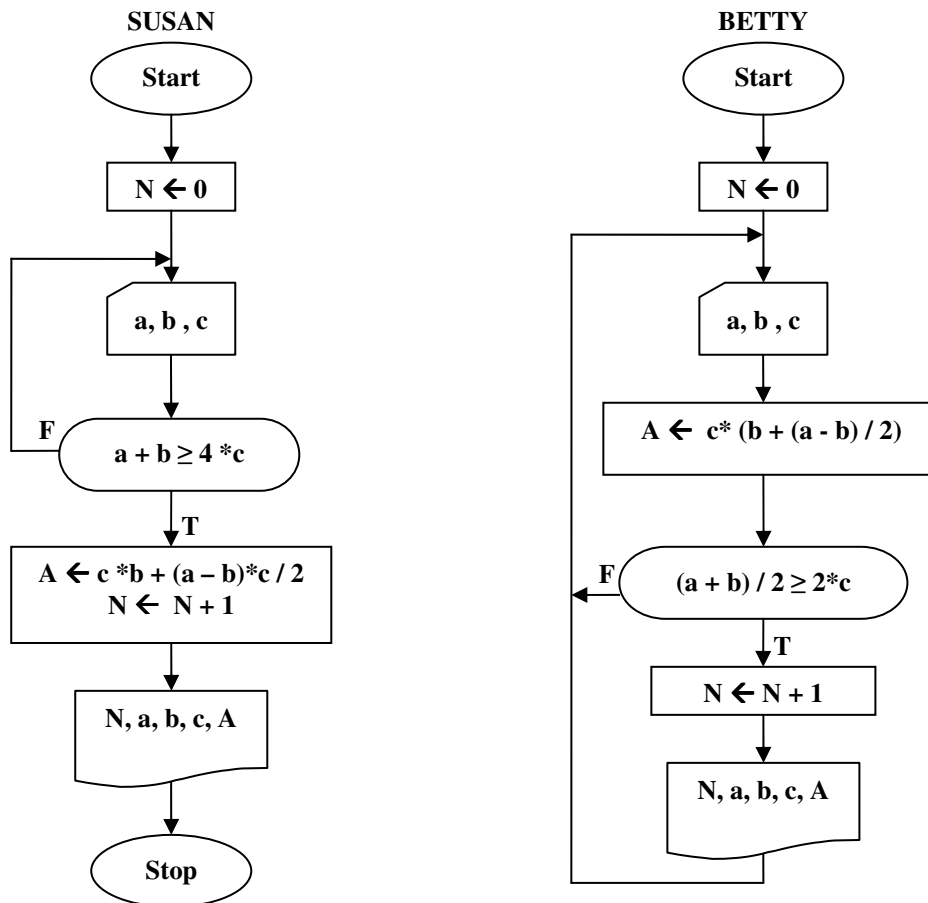 SUSAN
Start
N 🡨 0
a, b , c
F
a + b ≥ 4 *c
T
A 🡨 c *b + (a – b)*c / 2
N 🡨 N + 1
N, a, b, c, A
Stop
BETTY
Start
N 🡨 0
a, b , c
A 🡨 c* (b + (a - b) / 2)
F
(a + b) / 2 ≥ 2*c
T
N 🡨 N + 1
N, a, b, c, A